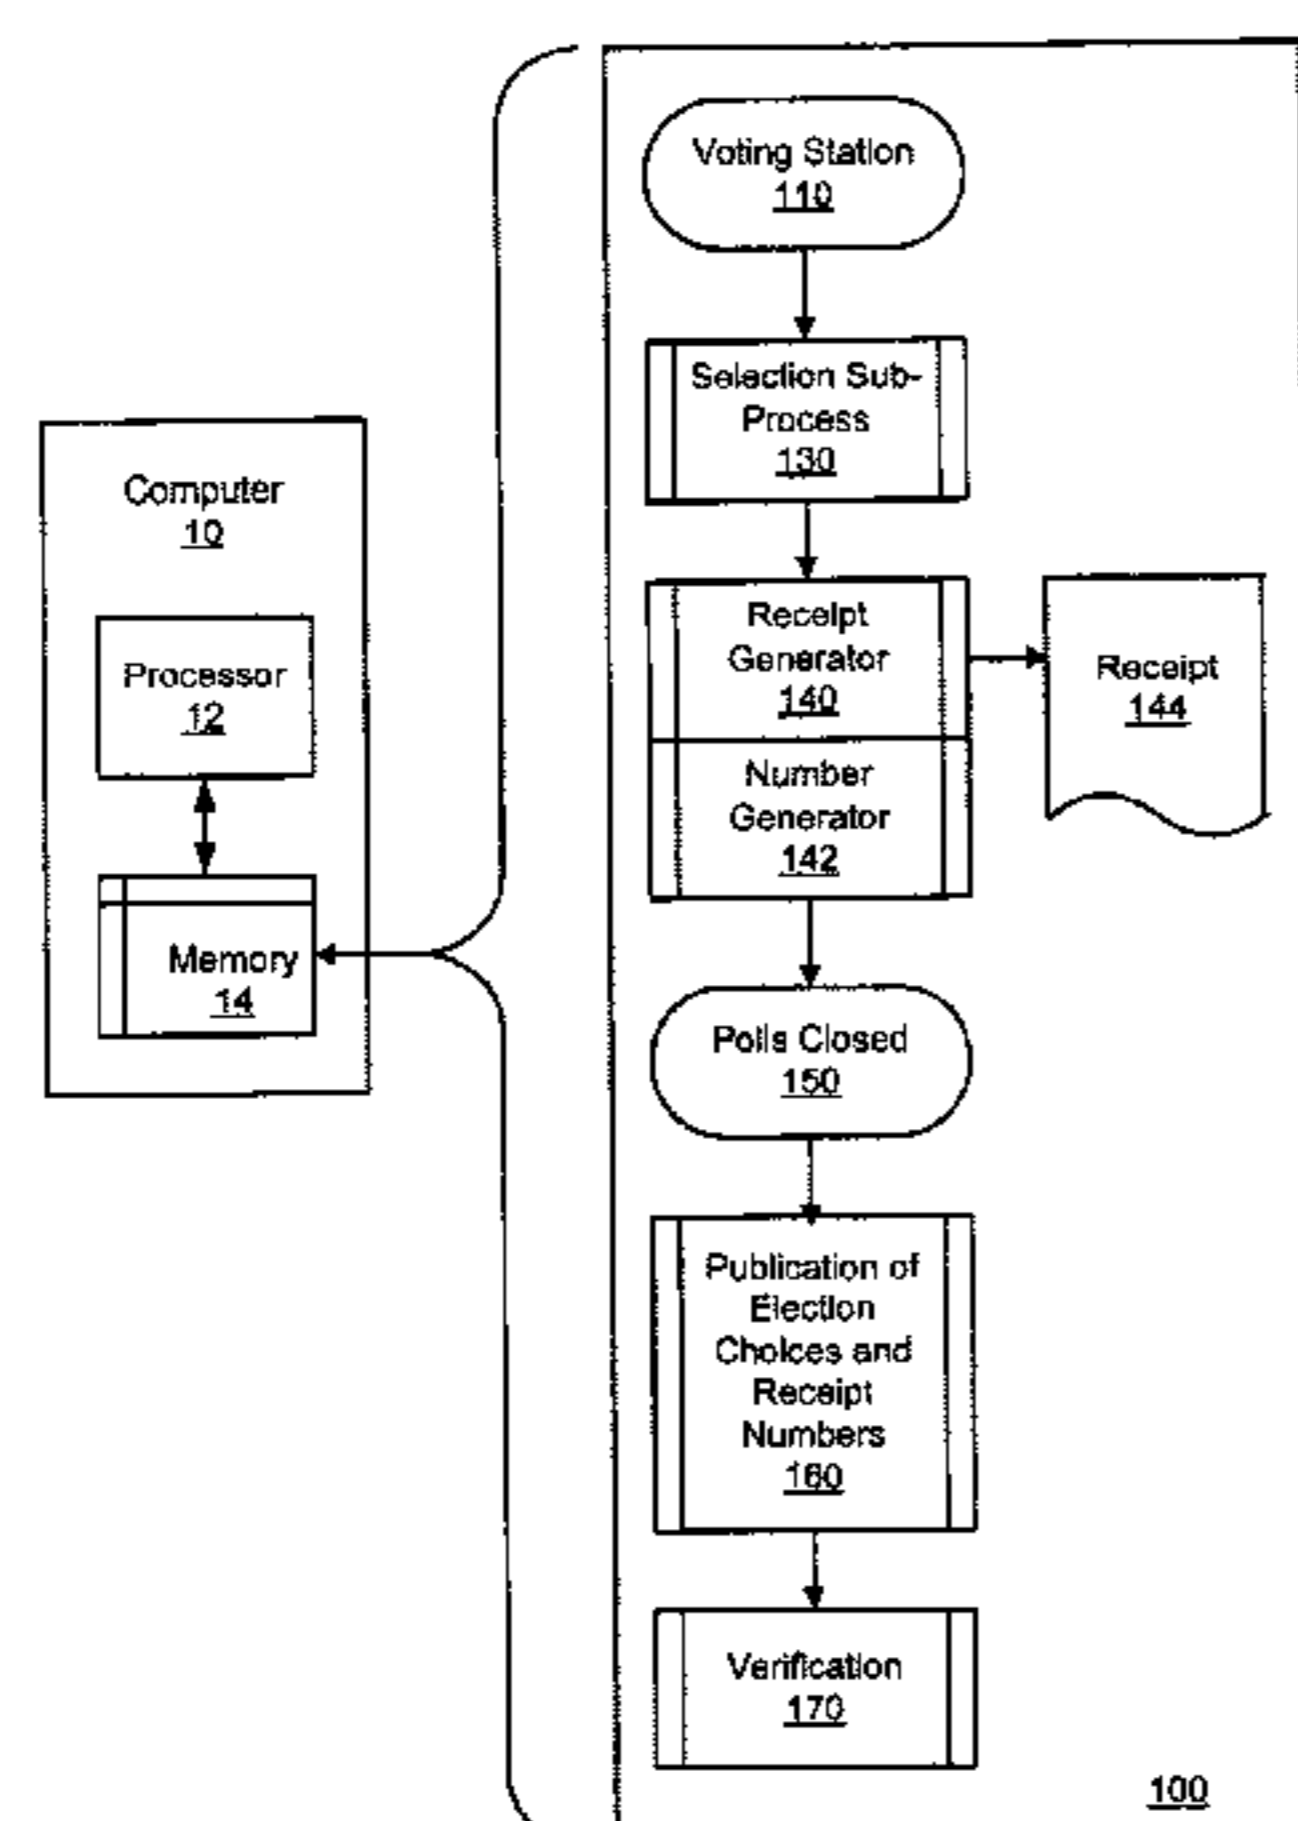 Voting Station
110
Selection Sub-
Process
130
Computer
10
Receipt
Generator
140
Receipt
144
Processor
12
Number
Generator
142
Memory
14
Polls Closed
150
Publication of
Election
Choices and
Receipt
Numbers
160
Verification
170
100